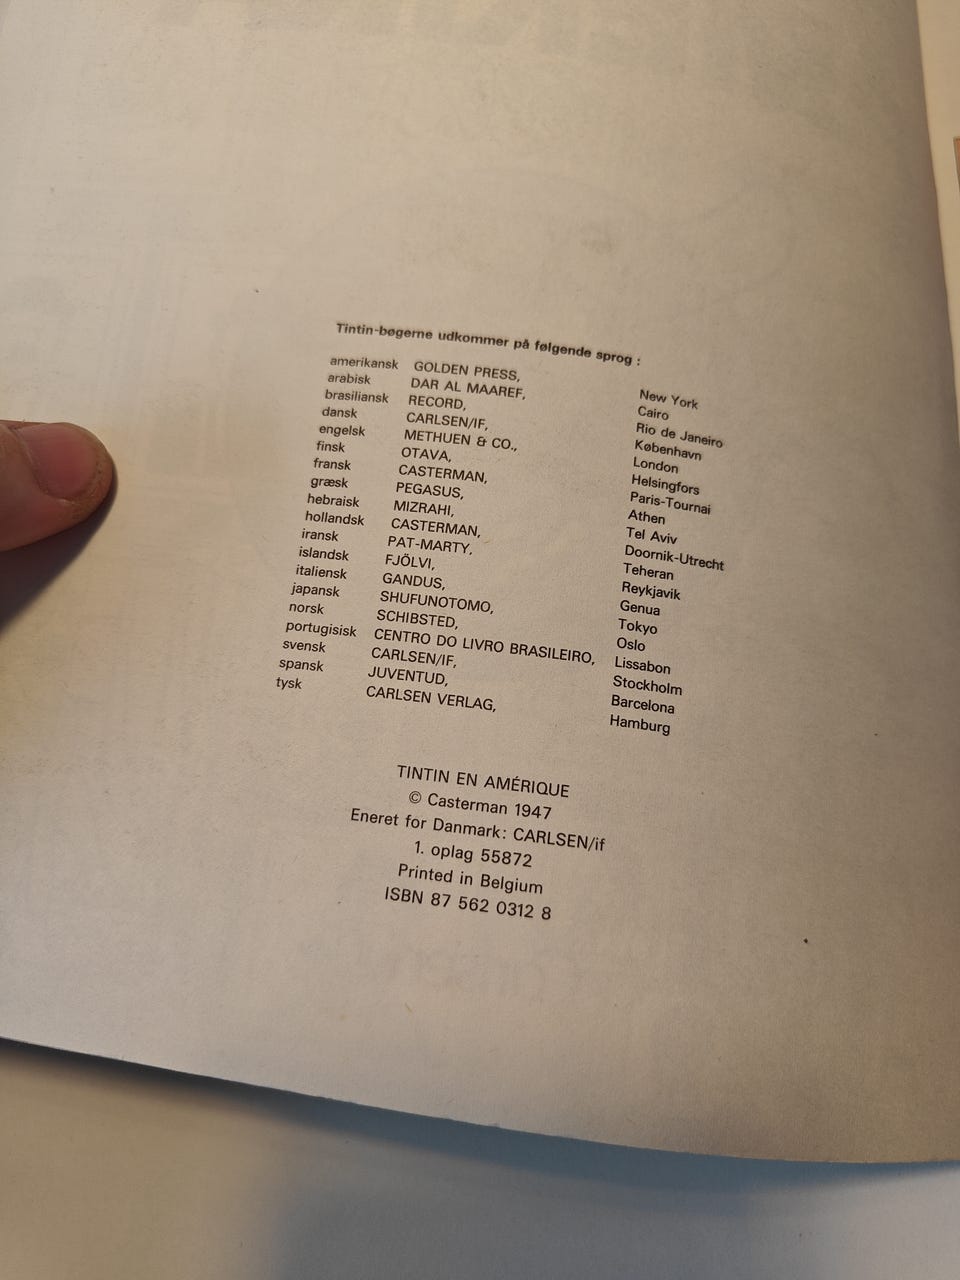 Tintin-bøgerne udkommer på følgende sprog :
amerikansk GOLDEN PRESS, New York
arabisk DAR AL MAAREF, Cairo
brasiliansk RECORD, Rio de Janeiro
dansk CARLSEN/IF, København
engelsk METHUEN & CO., London
finsk OTAVA, Helsingfors
fransk CASTERMAN, Paris-Tournai
græsk PEGASUS, Athen
hebraisk MIZRAHI, Tel Aviv
hollandsk CASTERMAN, Doornik-Utrecht
iransk PAT-MARTY, Teheran
islandsk FJÖLVI, Reykjavik
italiensk GANDUS, Genua
japansk SHUFUNOTOMO, Tokyo
norsk SCHIBSTED, Oslo
portugisisk CENTRO DO LIVRO BRASILEIRO, Lissabon
svensk CARLSEN/IF, Stockholm
spansk JUVENTUD, Barcelona
tysk CARLSEN VERLAG, Hamburg
TINTIN EN AMÉRIQUE
© Casterman 1947
Eneret for Danmark: CARLSEN/if
1. oplag 55872
Printed in Belgium
ISBN 87 562 0312 8